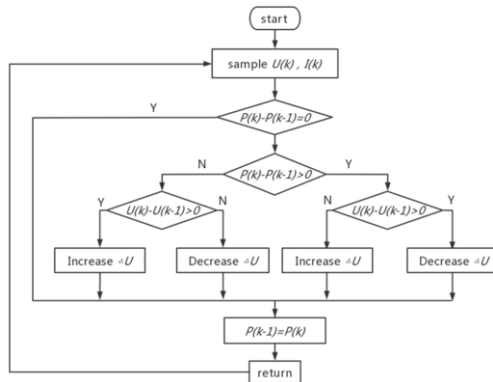 start
sample U(k) , I(k)
Y
P(k)-P(k-1)=0
N
P(k)-P(k-1)>0
Y
Y
U(k)-U(k-1)>0
N
N
U(k)-U(k-1)>0
Y
Increase △U
Decrease △U
Increase △U
Decrease △U
P(k-1)=P(k)
return